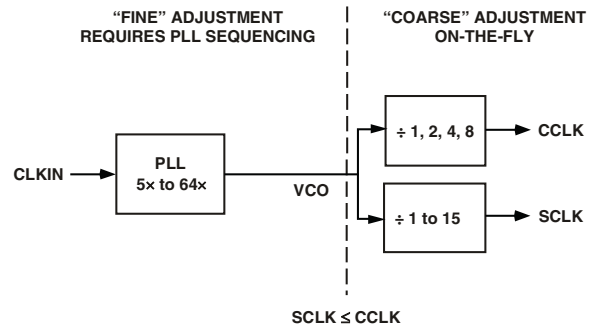 “FINE” ADJUSTMENT
REQUIRES PLL SEQUENCING
“COARSE” ADJUSTMENT
ON-THE-FLY
CLKIN
PLL
5× to 64×
VCO
÷ 1, 2, 4, 8
CCLK
÷ 1 to 15
SCLK
SCLK ≤ CCLK